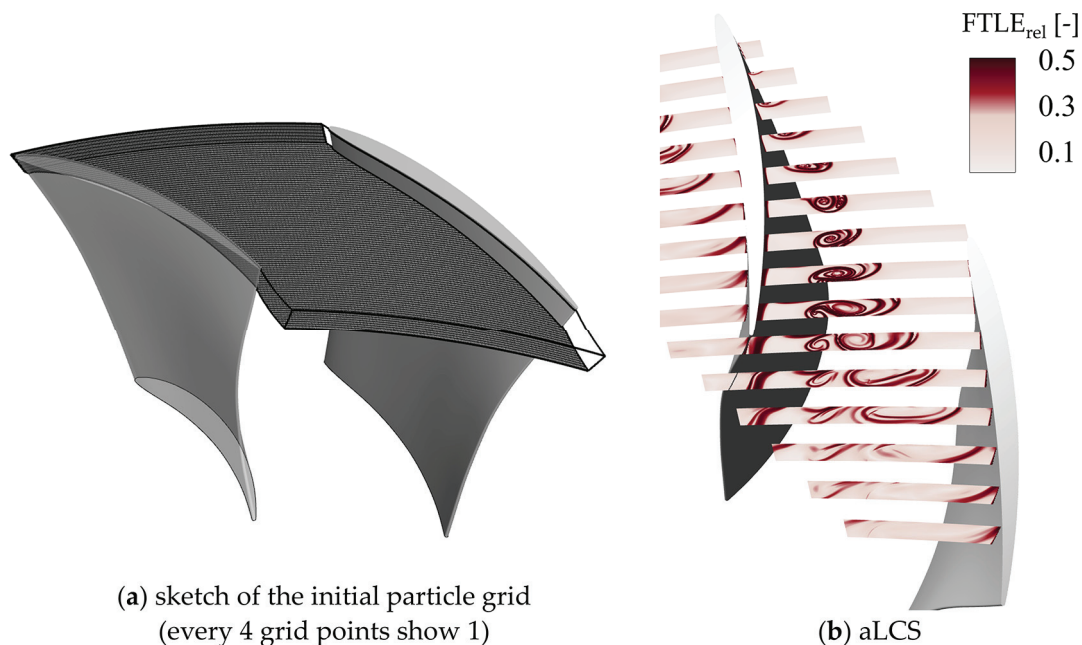 FTLErel [-]
0.5
0.3
0.1
(a) sketch of the initial particle grid
(every 4 grid points show 1)
(b) aLCS